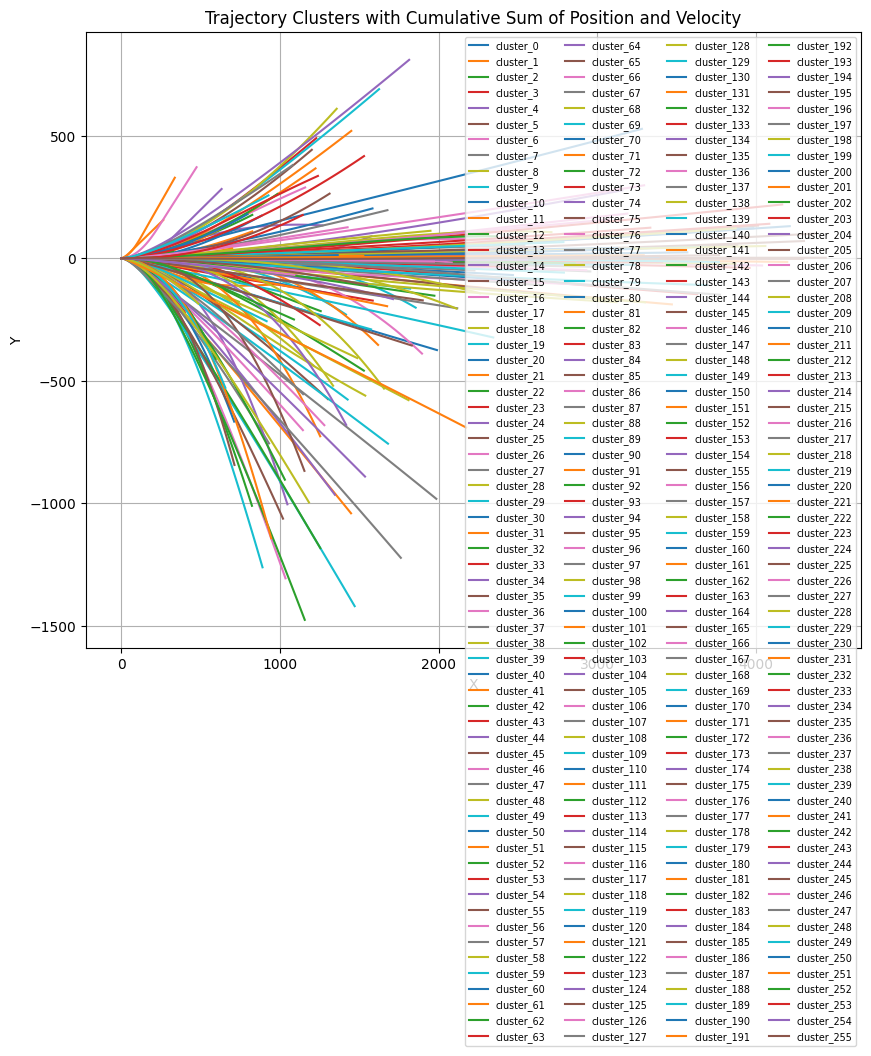 Trajectory Clusters with Cumulative Sum of Position and Velocity
Y
500
0
−500
−1000
−1500
0 1000 2000 3000 4000
X
cluster_0 cluster_64 cluster_128 cluster_192
cluster_1 cluster_65 cluster_129 cluster_193
cluster_2 cluster_66 cluster_130 cluster_194
cluster_3 cluster_67 cluster_131 cluster_195
cluster_4 cluster_68 cluster_132 cluster_196
cluster_5 cluster_69 cluster_133 cluster_197
cluster_6 cluster_70 cluster_134 cluster_198
cluster_7 cluster_71 cluster_135 cluster_199
cluster_8 cluster_72 cluster_136 cluster_200
cluster_9 cluster_73 cluster_137 cluster_201
cluster_10 cluster_74 cluster_138 cluster_202
cluster_11 cluster_75 cluster_139 cluster_203
cluster_12 cluster_76 cluster_140 cluster_204
cluster_13 cluster_77 cluster_141 cluster_205
cluster_14 cluster_78 cluster_142 cluster_206
cluster_15 cluster_79 cluster_143 cluster_207
cluster_16 cluster_80 cluster_144 cluster_208
cluster_17 cluster_81 cluster_145 cluster_209
cluster_18 cluster_82 cluster_146 cluster_210
cluster_19 cluster_83 cluster_147 cluster_211
cluster_20 cluster_84 cluster_148 cluster_212
cluster_21 cluster_85 cluster_149 cluster_213
cluster_22 cluster_86 cluster_150 cluster_214
cluster_23 cluster_87 cluster_151 cluster_215
cluster_24 cluster_88 cluster_152 cluster_216
cluster_25 cluster_89 cluster_153 cluster_217
cluster_26 cluster_90 cluster_154 cluster_218
cluster_27 cluster_91 cluster_155 cluster_219
cluster_28 cluster_92 cluster_156 cluster_220
cluster_29 cluster_93 cluster_157 cluster_221
cluster_30 cluster_94 cluster_158 cluster_222
cluster_31 cluster_95 cluster_159 cluster_223
cluster_32 cluster_96 cluster_160 cluster_224
cluster_33 cluster_97 cluster_161 cluster_225
cluster_34 cluster_98 cluster_162 cluster_226
cluster_35 cluster_99 cluster_163 cluster_227
cluster_36 cluster_100 cluster_164 cluster_228
cluster_37 cluster_101 cluster_165 cluster_229
cluster_38 cluster_102 cluster_166 cluster_230
cluster_39 cluster_103 cluster_167 cluster_231
cluster_40 cluster_104 cluster_168 cluster_232
cluster_41 cluster_105 cluster_169 cluster_233
cluster_42 cluster_106 cluster_170 cluster_234
cluster_43 cluster_107 cluster_171 cluster_235
cluster_44 cluster_108 cluster_172 cluster_236
cluster_45 cluster_109 cluster_173 cluster_237
cluster_46 cluster_110 cluster_174 cluster_238
cluster_47 cluster_111 cluster_175 cluster_239
cluster_48 cluster_112 cluster_176 cluster_240
cluster_49 cluster_113 cluster_177 cluster_241
cluster_50 cluster_114 cluster_178 cluster_242
cluster_51 cluster_115 cluster_179 cluster_243
cluster_52 cluster_116 cluster_180 cluster_244
cluster_53 cluster_117 cluster_181 cluster_245
cluster_54 cluster_118 cluster_182 cluster_246
cluster_55 cluster_119 cluster_183 cluster_247
cluster_56 cluster_120 cluster_184 cluster_248
cluster_57 cluster_121 cluster_185 cluster_249
cluster_58 cluster_122 cluster_186 cluster_250
cluster_59 cluster_123 cluster_187 cluster_251
cluster_60 cluster_124 cluster_188 cluster_252
cluster_61 cluster_125 cluster_189 cluster_253
cluster_62 cluster_126 cluster_190 cluster_254
cluster_63 cluster_127 cluster_191 cluster_255